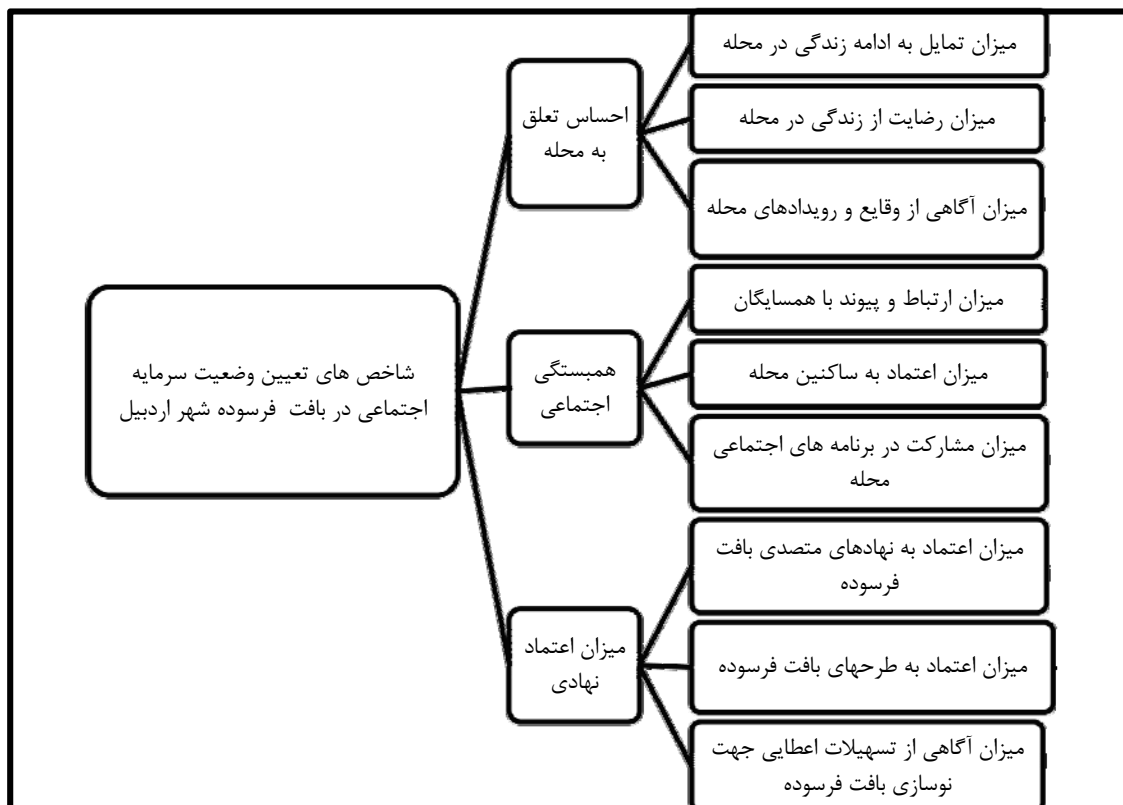 شاخص های تعیین وضعیت سرمایه
اجتماعی در بافت فرسوده شهر اردبیل
احساس تعلق
به محله
میزان تمایل به ادامه زندگی در محله
میزان رضایت از زندگی در محله
میزان آگاهی از وقایع و رویدادهای محله
همبستگی
اجتماعی
میزان ارتباط و پیوند با همسایگان
میزان اعتماد به ساکنین محله
میزان مشارکت در برنامه های اجتماعی
محله
میزان اعتماد
نهادی
میزان اعتماد به نهادهای متصدی بافت
فرسوده
میزان اعتماد به طرحهای بافت فرسوده
میزان آگاهی از تسهیلات اعطایی جهت
نوسازی بافت فرسوده